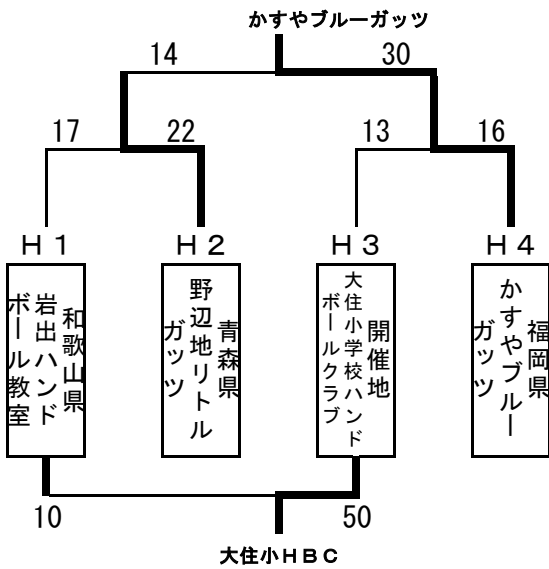 かすやブルーガッツ
14 30
17 22 13 16
H1 H2 H3 H4
和歌山県
岩出ハンド
ボール教室
青森県
野辺地リトル
ガッツ
開催地
大住小学校ハンド
ボールクラブ
福岡県
かすやブルー
ガッツ
10 50
大住小HBC